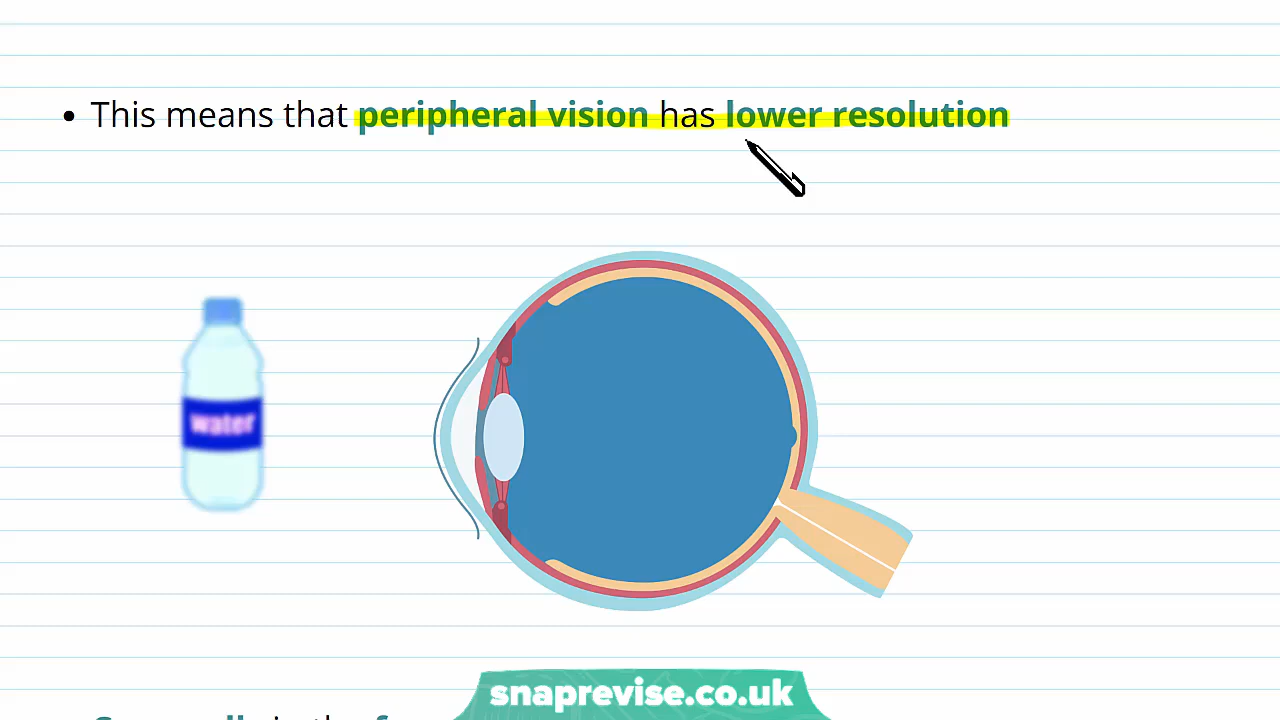 • This means that peripheral vision has lower resolution
water
snaprevise.co.uk